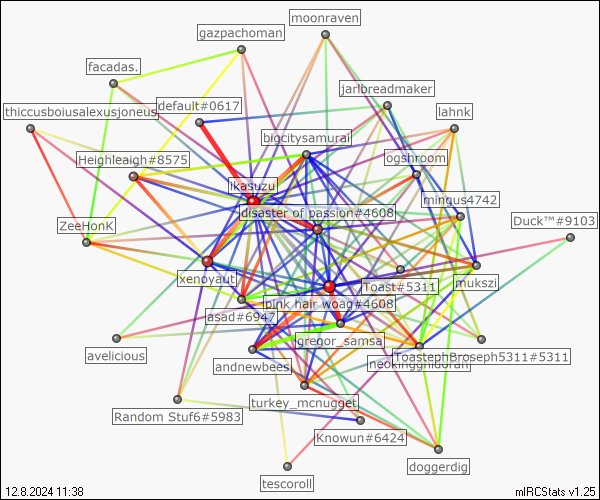 moonraven
gazpachoman
facadas.
jarlbreadmaker
default#0617
thiccusboiusalexusjoneus
lahnk
bigcitysamurai
Heighleaigh#8575
ogshroom
ikasuzu
mingus4742
disaster of passion#4608
Duck™#9103
ZeeHonK
xenoyaut
Toast#5311
mukszi
pink hair woag#4608
asad#6947
gregor_samsa
avelicious
ToastephBroseph5311#5311
andnewbees
neokingghidorah
turkey_mcnugget
Random Stuf6#5983
Knowun#6424
doggerdig
tescoroll
12.8.2024 11:38
mIRCStats v1.25